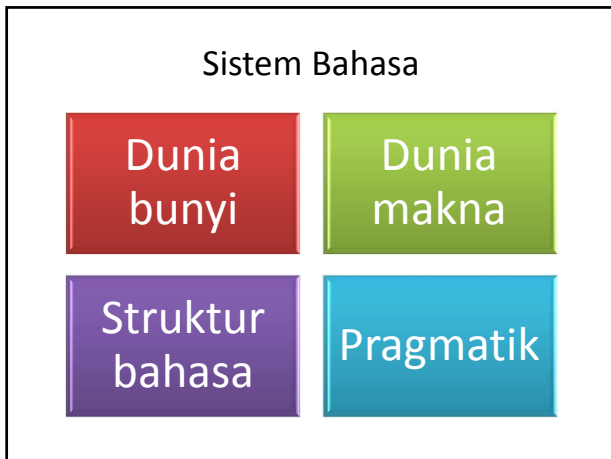 Sistem Bahasa
Dunia
bunyi
Dunia
makna
Struktur
bahasa
Pragmatik